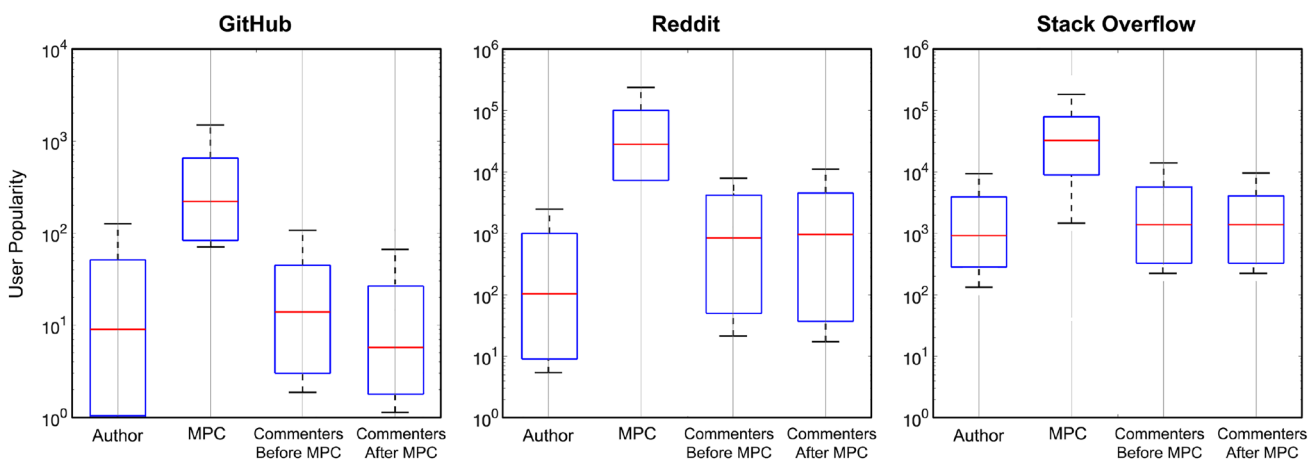 GitHub
User Popularity
10^4
10^3
10^2
10^1
10^0
Author
MPC
Commenters
Before MPC
Commenters
After MPC
Reddit
10^6
10^5
10^4
10^3
10^2
10^1
10^0
Author
MPC
Commenters
Before MPC
Commenters
After MPC
Stack Overflow
10^6
10^5
10^4
10^3
10^2
10^1
10^0
Author
MPC
Commenters
Before MPC
Commenters
After MPC